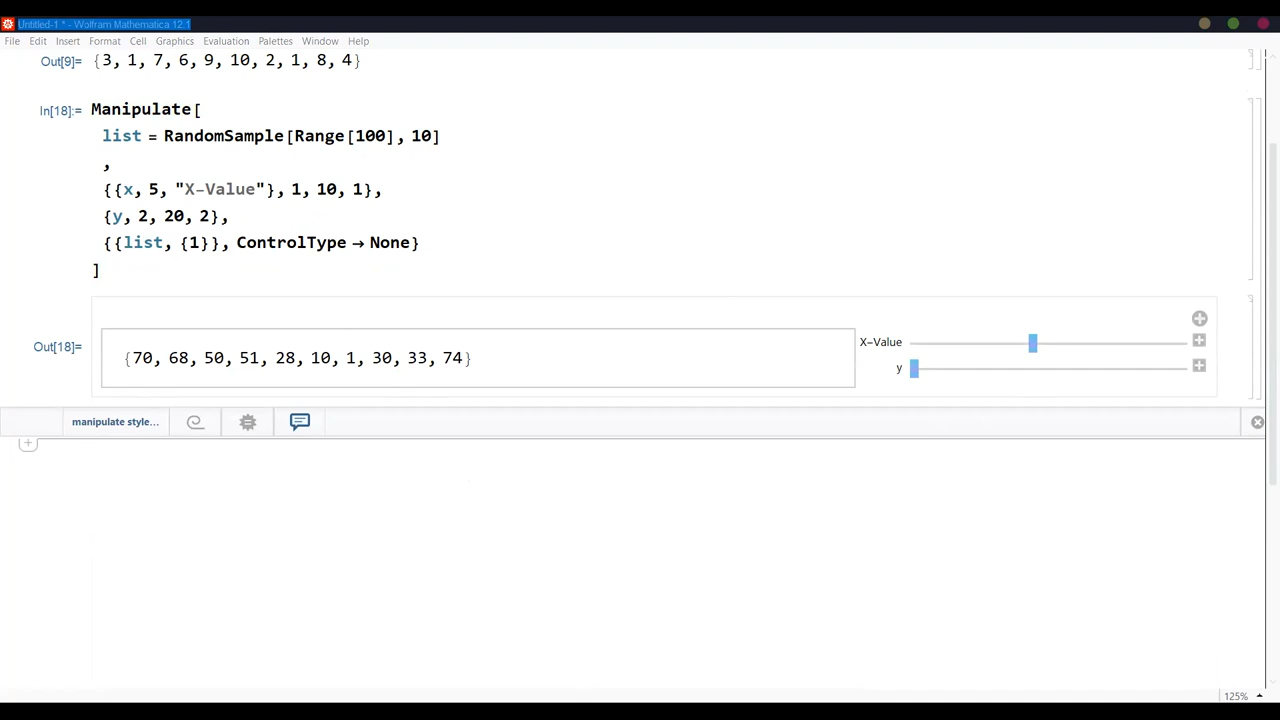 Untitled-1 * - Wolfram Mathematica 12.1
File Edit Insert Format Cell Graphics Evaluation Palettes Window Help
Out[9]= {3, 1, 7, 6, 9, 10, 2, 1, 8, 4}
In[18]:= Manipulate[
list = RandomSample[Range[100], 10]
,
{{x, 5, "X-Value"}, 1, 10, 1},
{y, 2, 20, 2},
{{list, {1}}, ControlType → None}
]
Out[18]= {70, 68, 50, 51, 28, 10, 1, 30, 33, 74}
X-Value
y
manipulate style...
125%